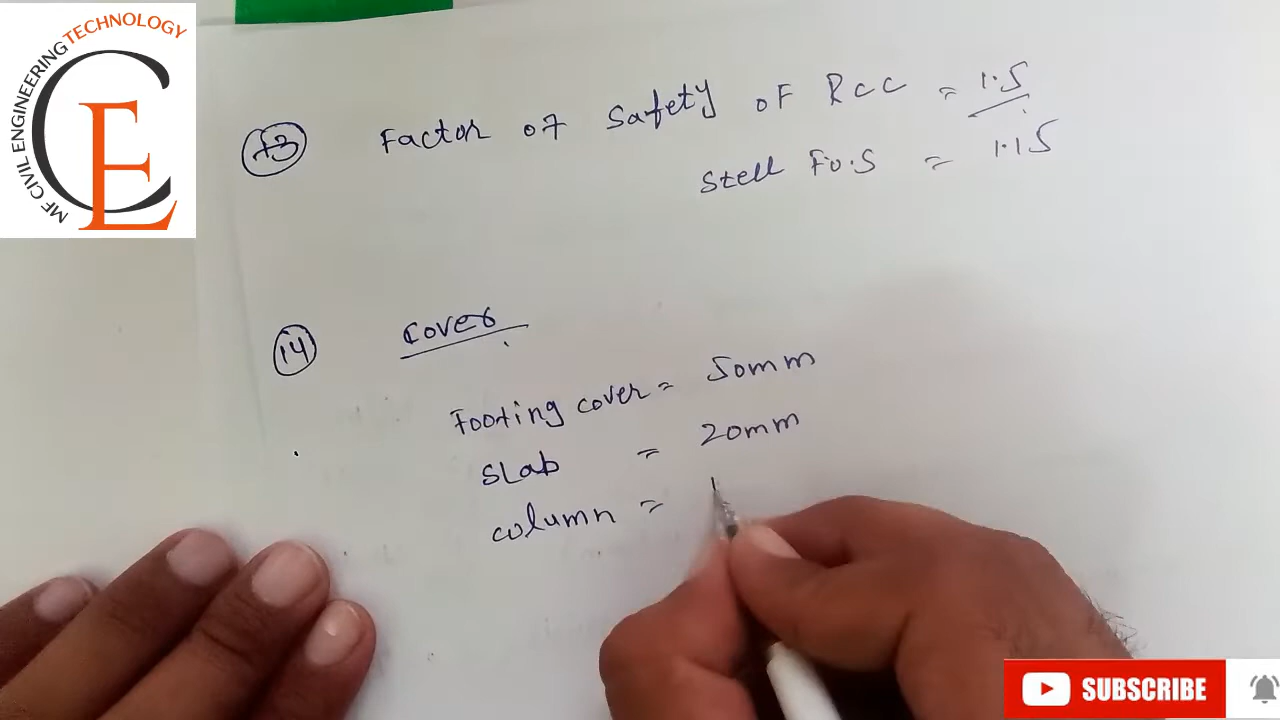 MF CIVIL ENGINEERING TECHNOLOGY
CE
13 Factor of Safety of Rcc = 1.5
Stell F.o.S = 1.15
14 Cover
Footing cover = 50mm
SLab = 20mm
column =
SUBSCRIBE